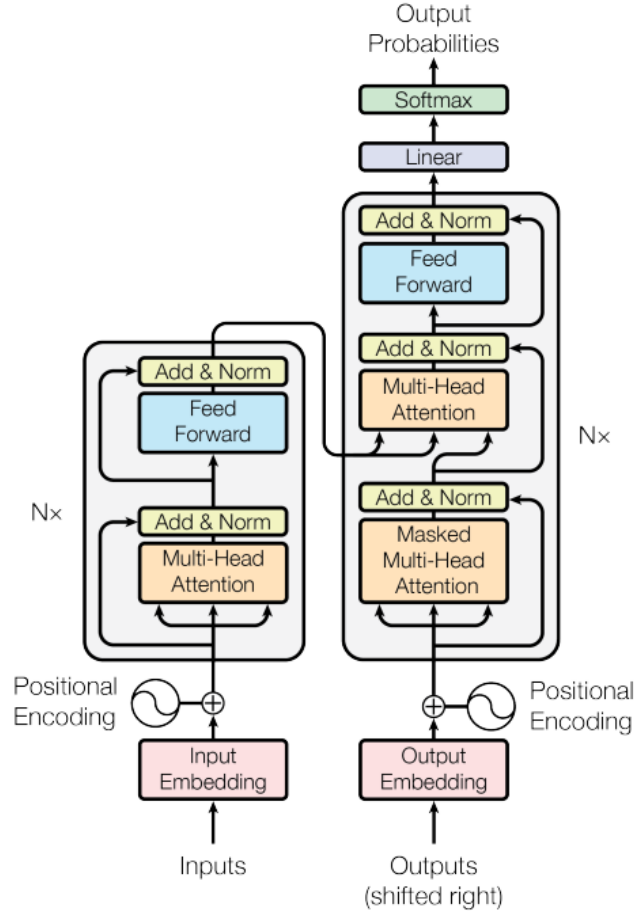 Output
Probabilities
Softmax
Linear
Add & Norm
Feed
Forward
Add & Norm
Multi-Head
Attention
Nx
Add & Norm
Masked
Multi-Head
Attention
Add & Norm
Feed
Forward
Nx
Add & Norm
Multi-Head
Attention
Positional
Encoding
Positional
Encoding
Input
Embedding
Output
Embedding
Inputs
Outputs
(shifted right)